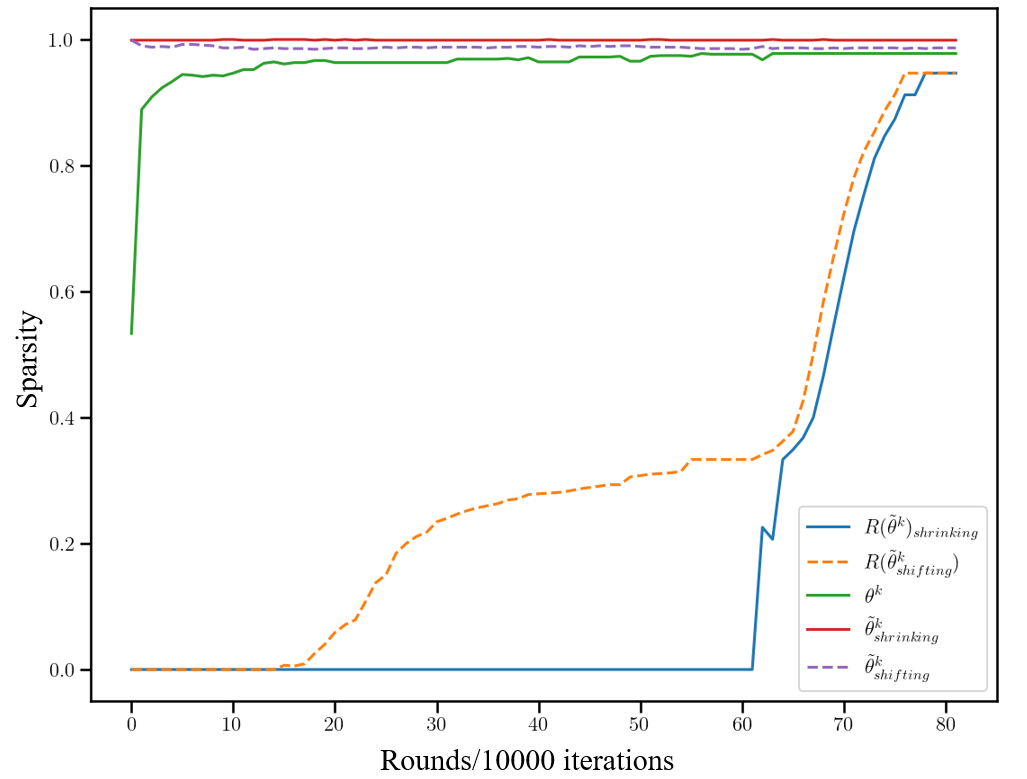 1.0
0.8
0.6
0.4
0.2
0.0
Sparsity
0 10 20 30 40 50 60 70 80
Rounds/10000 iterations
R(θ̃ᵏ)_shrinking
R(θ̃ᵏ_shifting)
θᵏ
θ̃ᵏ_shrinking
θ̃ᵏ_shifting